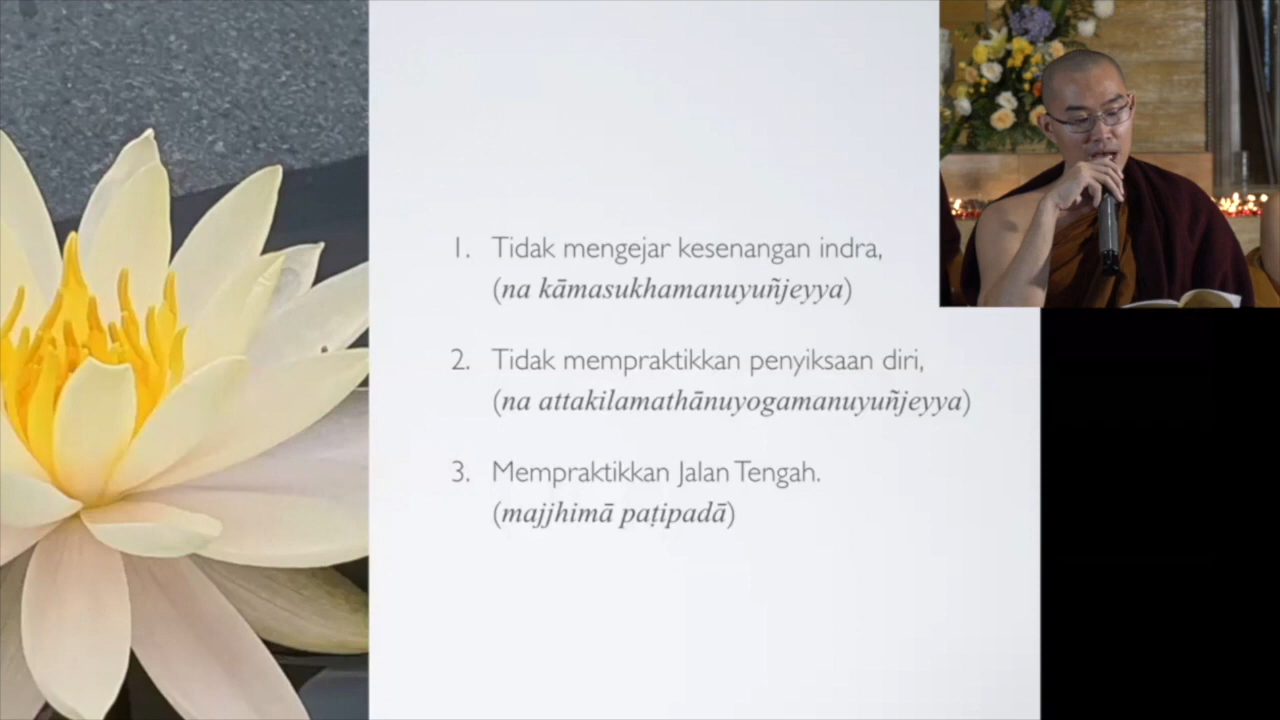 1. Tidak mengejar kesenangan indra,
(na kāmasukhamanuyuñjeyya)
2. Tidak mempraktikkan penyiksaan diri,
(na attakilamathānuyogamanuyuñjeyya)
3. Mempraktikkan Jalan Tengah.
(majjhimā paṭipadā)